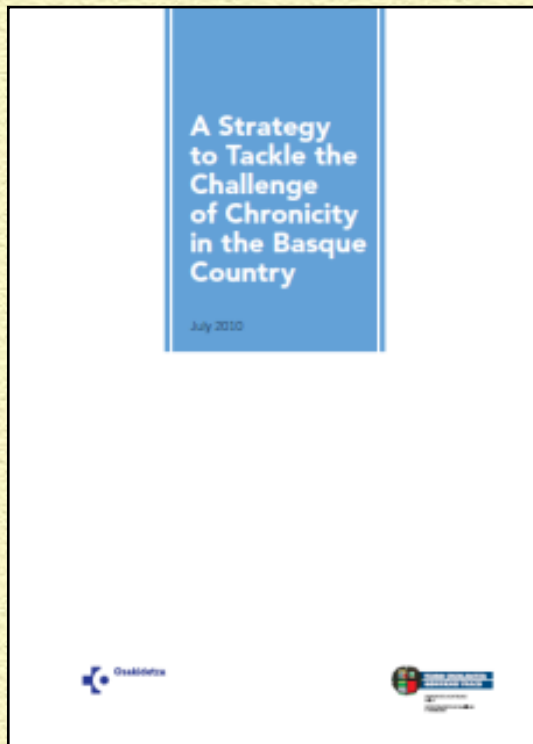 A Strategy
to Tackle the
Challenge
of Chronicity
in the Basque
Country
July 2010
Osakidetza